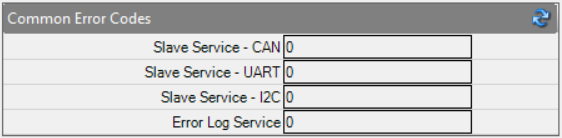 Common Error Codes
Slave Service - CAN 0
Slave Service - UART 0
Slave Service - I2C 0
Error Log Service 0